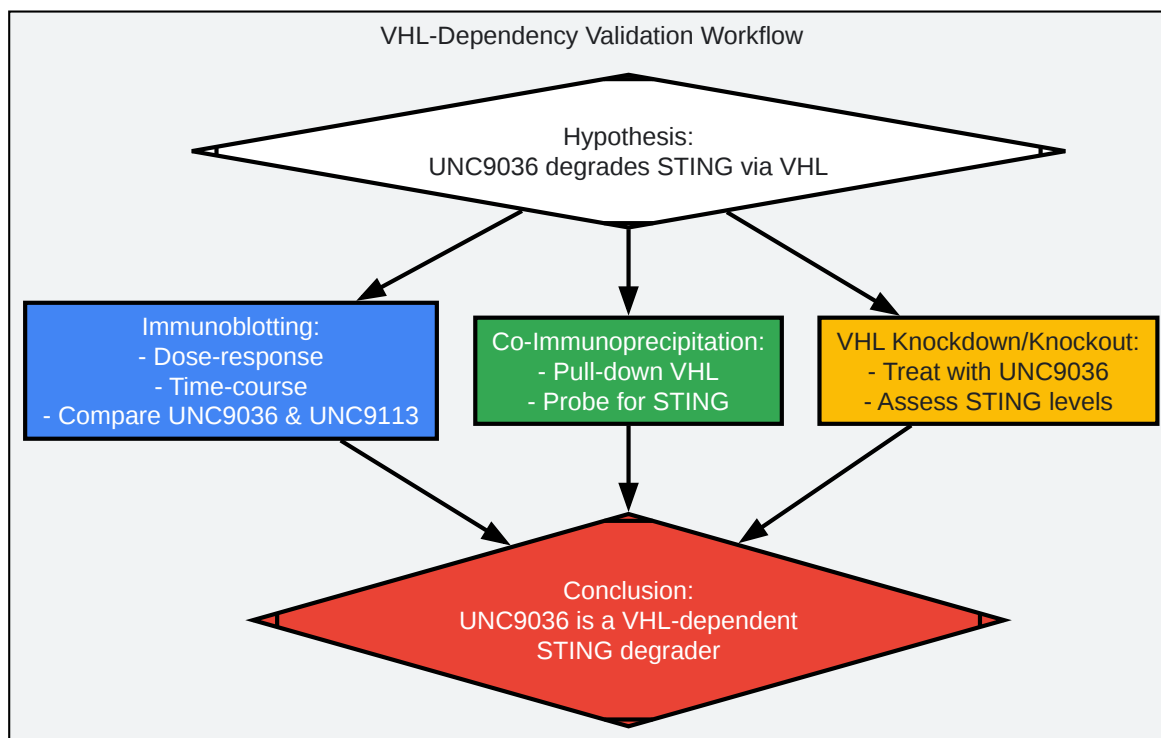 VHL-Dependency Validation Workflow
Hypothesis:
UNC9036 degrades STING via VHL
Immunoblotting:
- Dose-response
- Time-course
- Compare UNC9036 & UNC9113
Co-Immunoprecipitation:
- Pull-down VHL
- Probe for STING
VHL Knockdown/Knockout:
- Treat with UNC9036
- Assess STING levels
Conclusion:
UNC9036 is a VHL-dependent
STING degrader